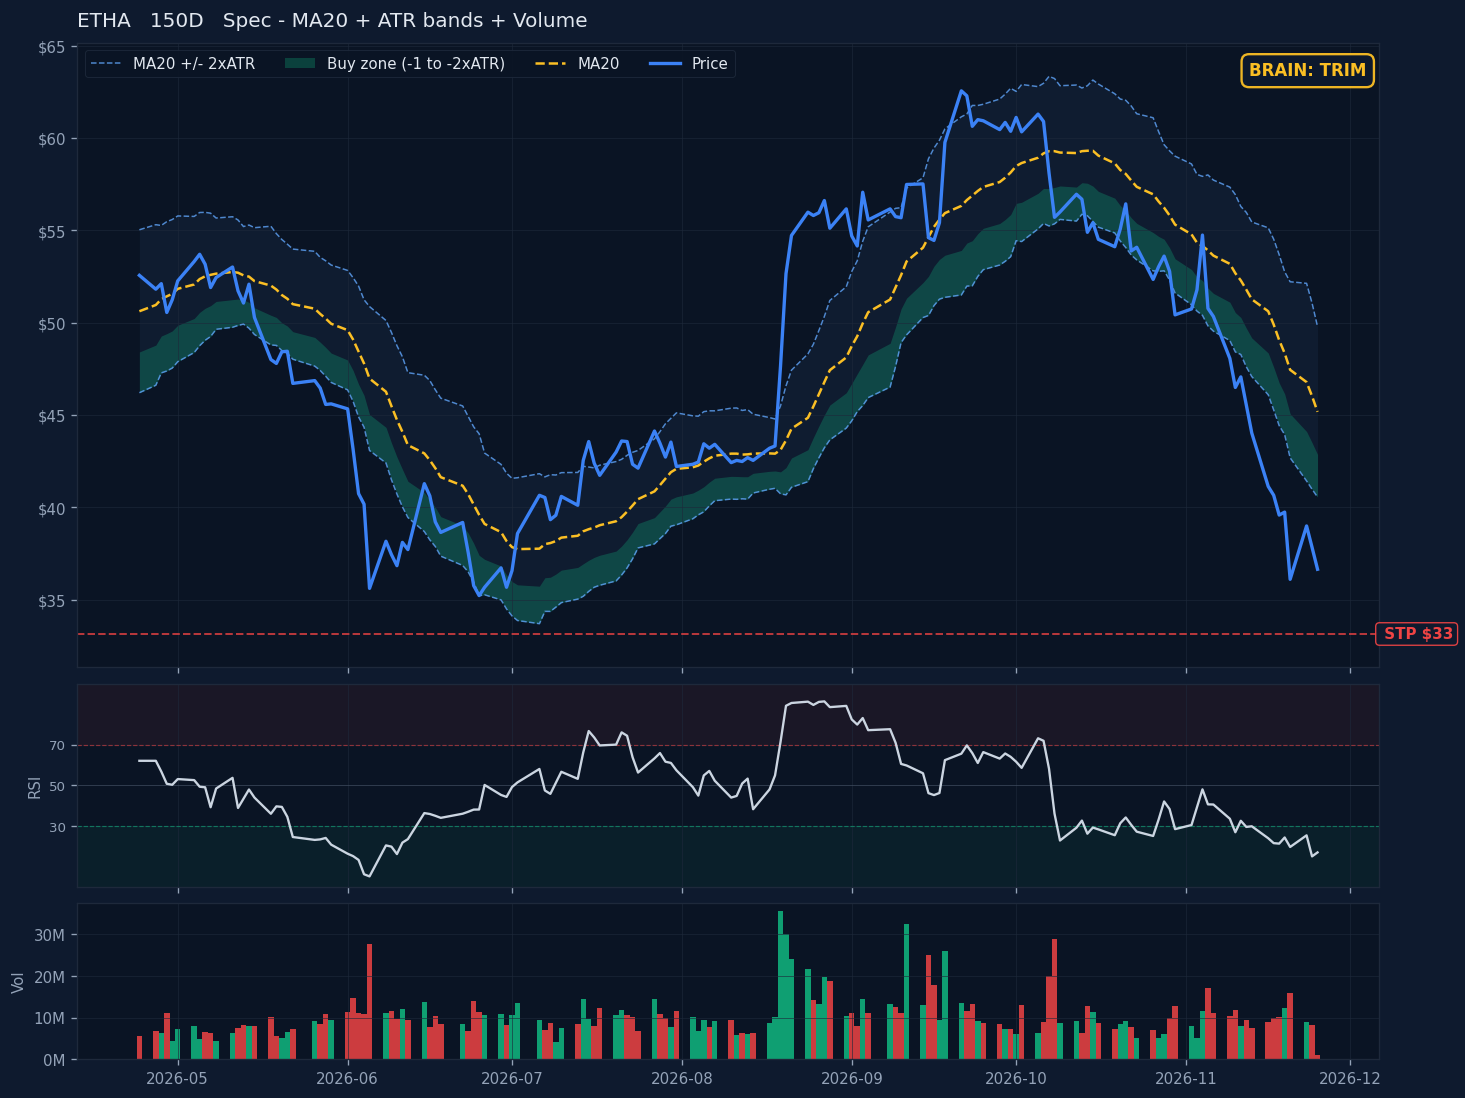 ETHA   150D   Spec - MA20 + ATR bands + Volume
MA20 +/- 2xATR
Buy zone (-1 to -2xATR)
MA20
Price
BRAIN: TRIM
$65
$60
$55
$50
$45
$40
$35
STP $33
RSI
70
50
30
Vol
30M
20M
10M
0M
2026-05
2026-06
2026-07
2026-08
2026-09
2026-10
2026-11
2026-12